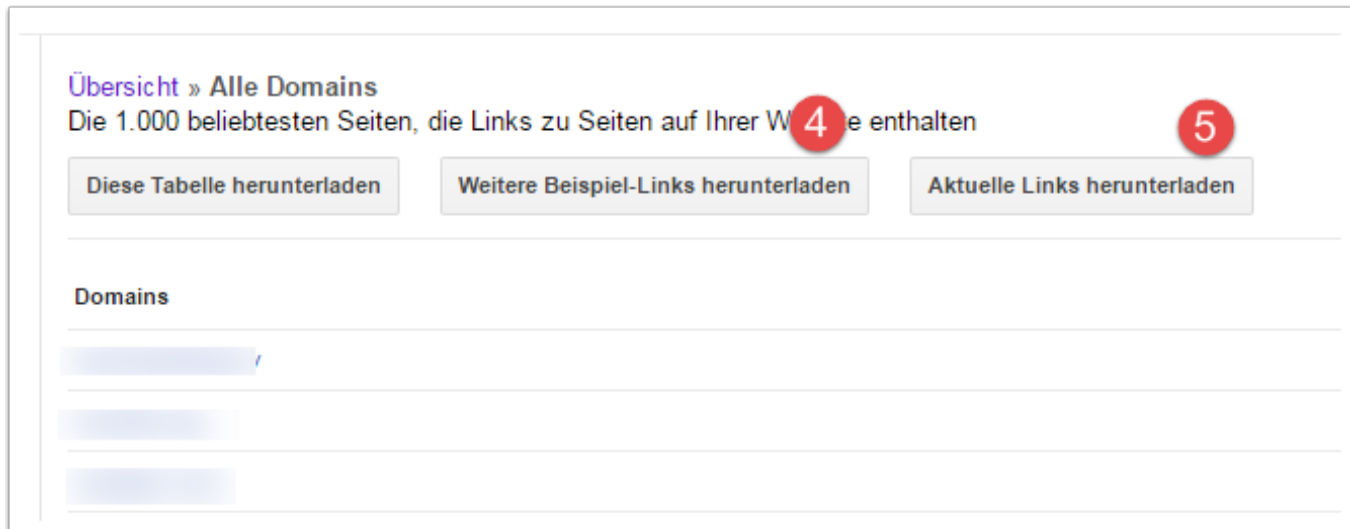 Übersicht » Alle Domains
Die 1.000 beliebtesten Seiten, die Links zu Seiten auf Ihrer enthalten
4
5
Diese Tabelle herunterladen Weitere Beispiel-Links herunterladen Aktuelle Links herunterladen
Domains